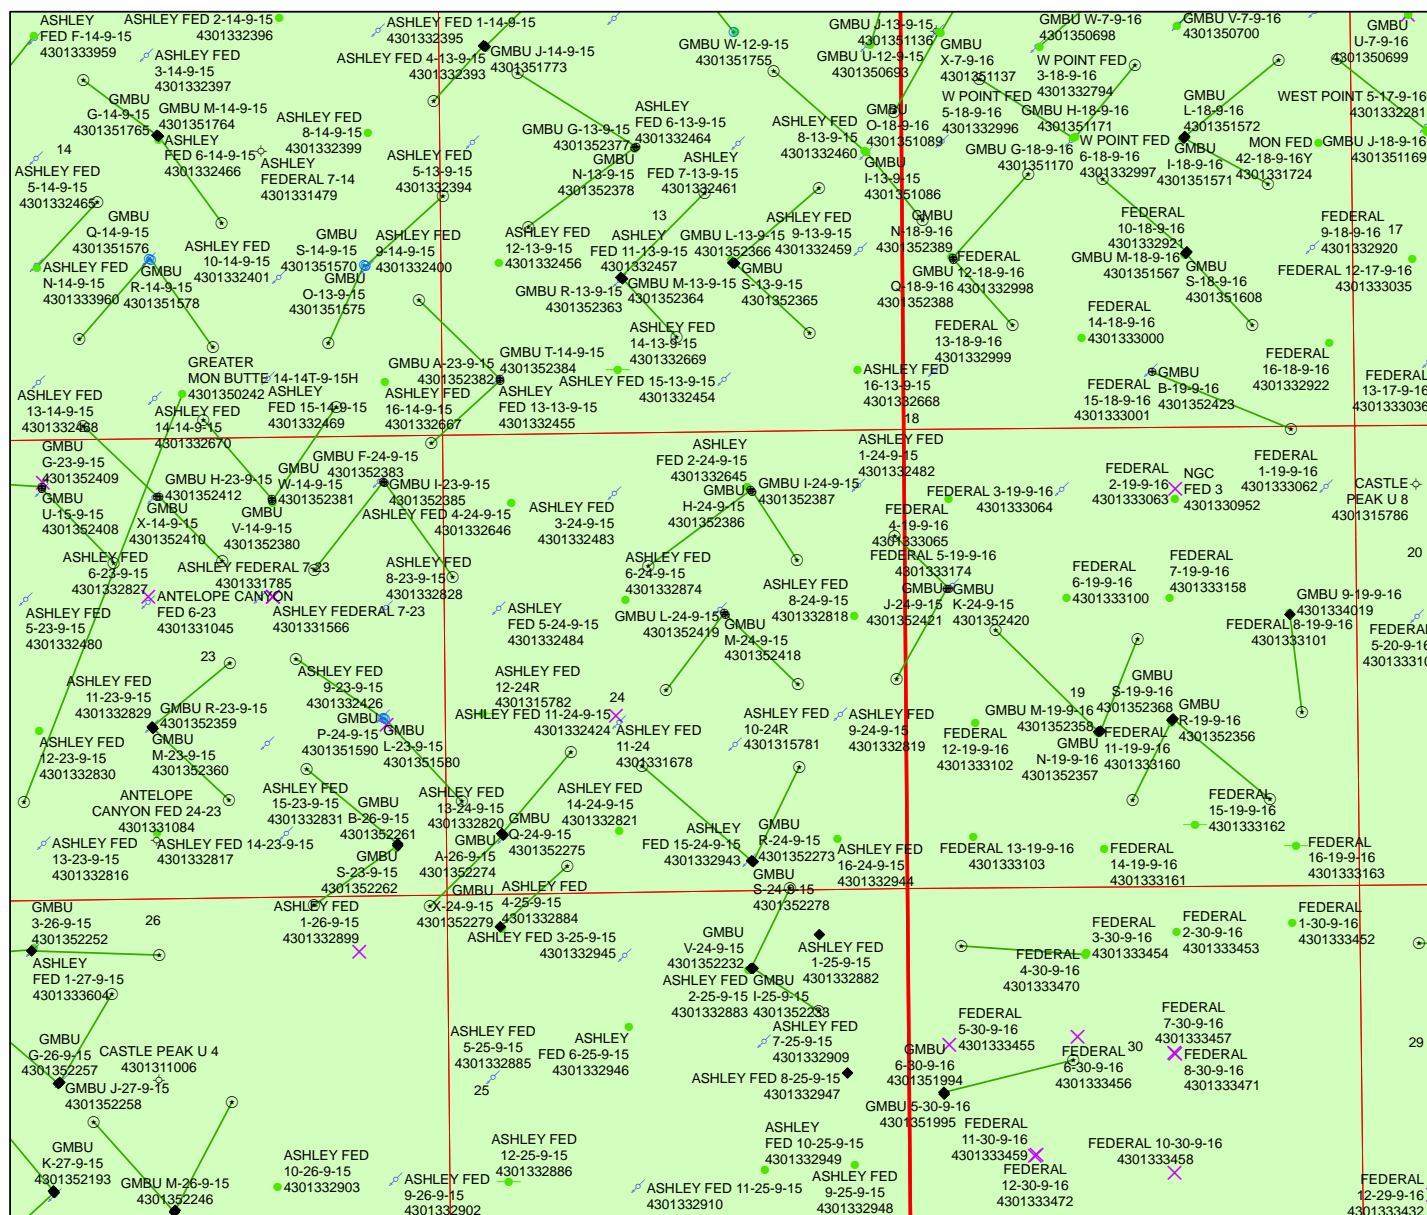 ASHLEY
FED F-14-9-15
4301333959
ASHLEY FED 2-14-9-15
4301332396
ASHLEY FED
3-14-9-15
4301332397
ASHLEY FED 1-14-9-15
4301332395
ASHLEY FED 4-13-9-15
4301332393
GMBU J-14-9-15
4301351773
GMBU W-12-9-15
4301351755
GMBU J-13-9-15
4301351136
GMBU U-12-9-15
4301350693
GMBU
X-7-9-16
4301351137
GMBU W-7-9-16
4301350698
GMBU V-7-9-16
4301350700
GMBU
U-7-9-16
4301350699
GMBU
G-14-9-15
4301351765
GMBU M-14-9-15
4301351764
ASHLEY
FED 6-14-9-15
4301332466
ASHLEY FED
8-14-9-15
4301332399
ASHLEY
FEDERAL 7-14
4301331479
14
ASHLEY FED
5-14-9-15
4301332465
ASHLEY FED
5-13-9-15
4301332394
GMBU G-13-9-15
4301352377
GMBU
N-13-9-15
4301352378
ASHLEY
FED 6-13-9-15
4301332464
ASHLEY
FED 7-13-9-15
4301332461
ASHLEY FED
8-13-9-15
4301332460
GMBU
O-18-9-16
4301351089
GMBU
I-13-9-15
4301351086
W POINT FED
5-18-9-16
4301332996
W POINT FED
3-18-9-16
4301332794
GMBU H-18-9-16
4301351171
GMBU G-18-9-16
4301351170
W POINT FED
6-18-9-16
4301332997
GMBU
L-18-9-16
4301351572
GMBU
I-18-9-16
4301351571
WEST POINT 5-17-9-16
4301332281
MON FED
42-18-9-16Y
4301331724
GMBU J-18-9-16
4301351169
GMBU
Q-14-9-15
4301351576
ASHLEY FED
N-14-9-15
4301333960
GMBU
R-14-9-15
4301351578
ASHLEY FED
10-14-9-15
4301332401
GMBU
S-14-9-15
4301351570
ASHLEY FED
9-14-9-15
4301332400
GMBU
O-13-9-15
4301351575
ASHLEY FED
12-13-9-15
4301332456
13
ASHLEY
FED 11-13-9-15
4301332457
GMBU R-13-9-15
4301352363
GMBU M-13-9-15
4301352364
GMBU L-13-9-15
4301352366
GMBU
S-13-9-15
4301352365
ASHLEY FED
9-13-9-15
4301332459
GMBU
N-18-9-16
4301352389
GMBU
Q-18-9-16
4301352388
FEDERAL
12-18-9-16
4301332998
FEDERAL
10-18-9-16
4301332921
GMBU M-18-9-16
4301351567
GMBU
S-18-9-16
4301351608
FEDERAL
9-18-9-16
4301332920
17
FEDERAL 12-17-9-16
4301333035
GREATER
MON BUTTE 14-14T-9-15H
4301350242
GMBU A-23-9-15
4301352382
GMBU T-14-9-15
4301352384
ASHLEY FED
14-13-9-15
4301332669
ASHLEY FED 15-13-9-15
4301332454
ASHLEY FED
16-13-9-15
4301332668
FEDERAL
13-18-9-16
4301332999
FEDERAL
14-18-9-16
4301333000
FEDERAL
15-18-9-16
4301333001
GMBU
B-19-9-16
4301352423
FEDERAL
16-18-9-16
4301332922
FEDERAL
13-17-9-16
4301333036
ASHLEY FED
13-14-9-15
4301332468
ASHLEY FED
14-14-9-15
4301332670
ASHLEY
FED 15-14-9-15
4301332469
ASHLEY FED
16-14-9-15
4301332667
ASHLEY
FED 13-13-9-15
4301332455
18
GMBU
G-23-9-15
4301352409
GMBU
U-15-9-15
4301352408
GMBU H-23-9-15
4301352412
GMBU
X-14-9-15
4301352410
GMBU
W-14-9-15
4301352381
GMBU
V-14-9-15
4301352380
GMBU F-24-9-15
4301352383
GMBU I-23-9-15
4301352385
ASHLEY FED 4-24-9-15
4301332646
ASHLEY FED
3-24-9-15
4301332483
ASHLEY
FED 2-24-9-15
4301332645
GMBU
H-24-9-15
4301352386
GMBU I-24-9-15
4301352387
ASHLEY FED
1-24-9-15
4301332482
FEDERAL 3-19-9-16
4301333064
FEDERAL
4-19-9-16
4301333065
FEDERAL
2-19-9-16
4301333063
NGC
FED 3
4301330952
FEDERAL
1-19-9-16
4301333062
CASTLE
PEAK U 8
4301315786
ASHLEY FED
6-23-9-15
4301332827
ASHLEY FEDERAL 7-23
4301331785
ANTELOPE CANYON
FED 6-23
4301331045
ASHLEY FEDERAL 7-23
4301331566
ASHLEY FED
8-23-9-15
4301332828
ASHLEY FED
5-23-9-15
4301332480
ASHLEY
FED 5-24-9-15
4301332484
ASHLEY FED
6-24-9-15
4301332874
GMBU L-24-9-15
4301352419
GMBU
M-24-9-15
4301352418
ASHLEY FED
8-24-9-15
4301332818
FEDERAL 5-19-9-16
4301333174
GMBU
J-24-9-15
4301352421
GMBU
K-24-9-15
4301352420
FEDERAL
6-19-9-16
4301333100
FEDERAL
7-19-9-16
4301333158
20
GMBU 9-19-9-16
4301334019
FEDERAL 8-19-9-16
4301333101
FEDERAL
5-20-9-16
430133310
23
ASHLEY FED
11-23-9-15
4301332829
GMBU R-23-9-15
4301352359
GMBU
M-23-9-15
4301352360
ASHLEY FED
12-23-9-15
4301332830
ASHLEY FED
9-23-9-15
4301332426
GMBU
P-24-9-15
4301351590
GMBU
L-23-9-15
4301351580
ASHLEY FED
12-24R
4301315782
ASHLEY FED 11-24-9-15
4301332424
24
ASHLEY
11-24
4301331678
ASHLEY FED
10-24R
4301315781
ASHLEY FED
9-24-9-15
4301332819
FEDERAL
12-19-9-16
4301333102
19
GMBU M-19-9-16
4301352358
GMBU
S-19-9-16
4301352368
GMBU
N-19-9-16
4301352357
FEDERAL
11-19-9-16
4301333160
GMBU
R-19-9-16
4301352356
ANTELOPE
CANYON FED 24-23
4301331084
ASHLEY FED 14-23-9-15
4301332817
ASHLEY FED
13-23-9-15
4301332816
ASHLEY FED
15-23-9-15
4301332831
GMBU
B-26-9-15
4301352261
GMBU
S-23-9-15
4301352262
ASHLEY FED
13-24-9-15
4301332820
GMBU
Q-24-9-15
4301352275
GMBU
A-26-9-15
4301352274
ASHLEY FED
14-24-9-15
4301332821
ASHLEY
FED 15-24-9-15
4301332943
GMBU
R-24-9-15
4301352273
GMBU
S-24-9-15
4301352278
ASHLEY FED
16-24-9-15
4301332944
FEDERAL 13-19-9-16
4301333103
FEDERAL
14-19-9-16
4301333161
FEDERAL
15-19-9-16
4301333162
FEDERAL
16-19-9-16
4301333163
GMBU
3-26-9-15
4301352252
26
ASHLEY
FED 1-27-9-15
4301333604
ASHLEY FED
1-26-9-15
4301332899
GMBU
X-24-9-15
4301352279
ASHLEY FED
4-25-9-15
4301332884
ASHLEY FED 3-25-9-15
4301332945
GMBU
V-24-9-15
4301352232
ASHLEY FED
2-25-9-15
4301332883
GMBU
I-25-9-15
4301352233
ASHLEY FED
1-25-9-15
4301332882
FEDERAL
3-30-9-16
4301333454
FEDERAL
4-30-9-16
4301333470
FEDERAL
2-30-9-16
4301333453
FEDERAL
1-30-9-16
4301333452
GMBU
G-26-9-15
4301352257
CASTLE PEAK U 4
4301311006
GMBU J-27-9-15
4301352258
ASHLEY FED
5-25-9-15
4301332885
25
ASHLEY
FED 6-25-9-15
4301332946
ASHLEY FED
7-25-9-15
4301332909
ASHLEY FED 8-25-9-15
4301332947
FEDERAL
5-30-9-16
4301333455
GMBU
6-30-9-16
4301351994
GMBU 5-30-9-16
4301351995
FEDERAL
6-30-9-16
4301333456
30
FEDERAL
7-30-9-16
4301333457
FEDERAL
8-30-9-16
4301333471
29
GMBU
K-27-9-15
4301352193
GMBU M-26-9-15
4301352246
ASHLEY FED
10-26-9-15
4301332903
ASHLEY FED
9-26-9-15
4301332902
ASHLEY FED
12-25-9-15
4301332886
ASHLEY FED 11-25-9-15
4301332910
ASHLEY
FED 10-25-9-15
4301332949
ASHLEY FED
9-25-9-15
4301332948
FEDERAL
11-30-9-16
4301333459
FEDERAL
12-30-9-16
4301333472
FEDERAL 10-30-9-16
4301333458
FEDERAL
12-29-9-16
4301333432